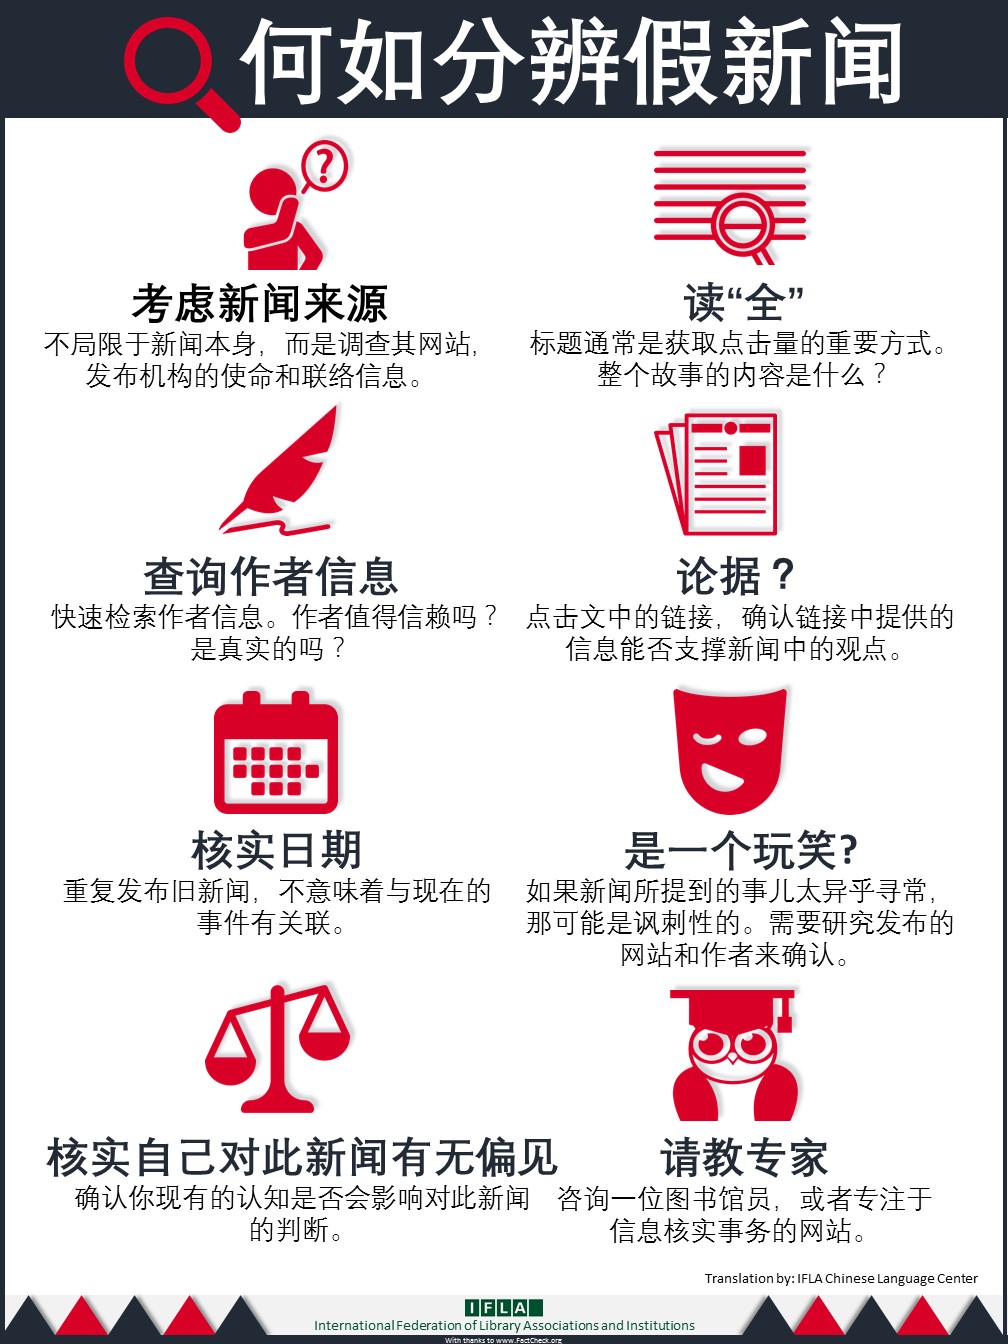 何如分辨假新闻
考虑新闻来源
不局限于新闻本身，而是调查其网站，
发布机构的使命和联络信息。
读“全”
标题通常是获取点击量的重要方式。
整个故事的内容是什么？
查询作者信息
快速检索作者信息。作者值得信赖吗？
是真实的吗？
论据？
点击文中的链接，确认链接中提供的
信息能否支撑新闻中的观点。
核实日期
重复发布旧新闻，不意味着与现在的
事件有关联。
是一个玩笑?
如果新闻所提到的事儿太异乎寻常，
那可能是讽刺性的。需要研究发布的
网站和作者来确认。
核实自己对此新闻有无偏见
确认你现有的认知是否会影响对此新闻
的判断。
请教专家
咨询一位图书馆员，或者专注于
信息核实事务的网站。
Translation by: IFLA Chinese Language Center
IFLA
International Federation of Library Associations and Institutions
With thanks to www.FactCheck.org